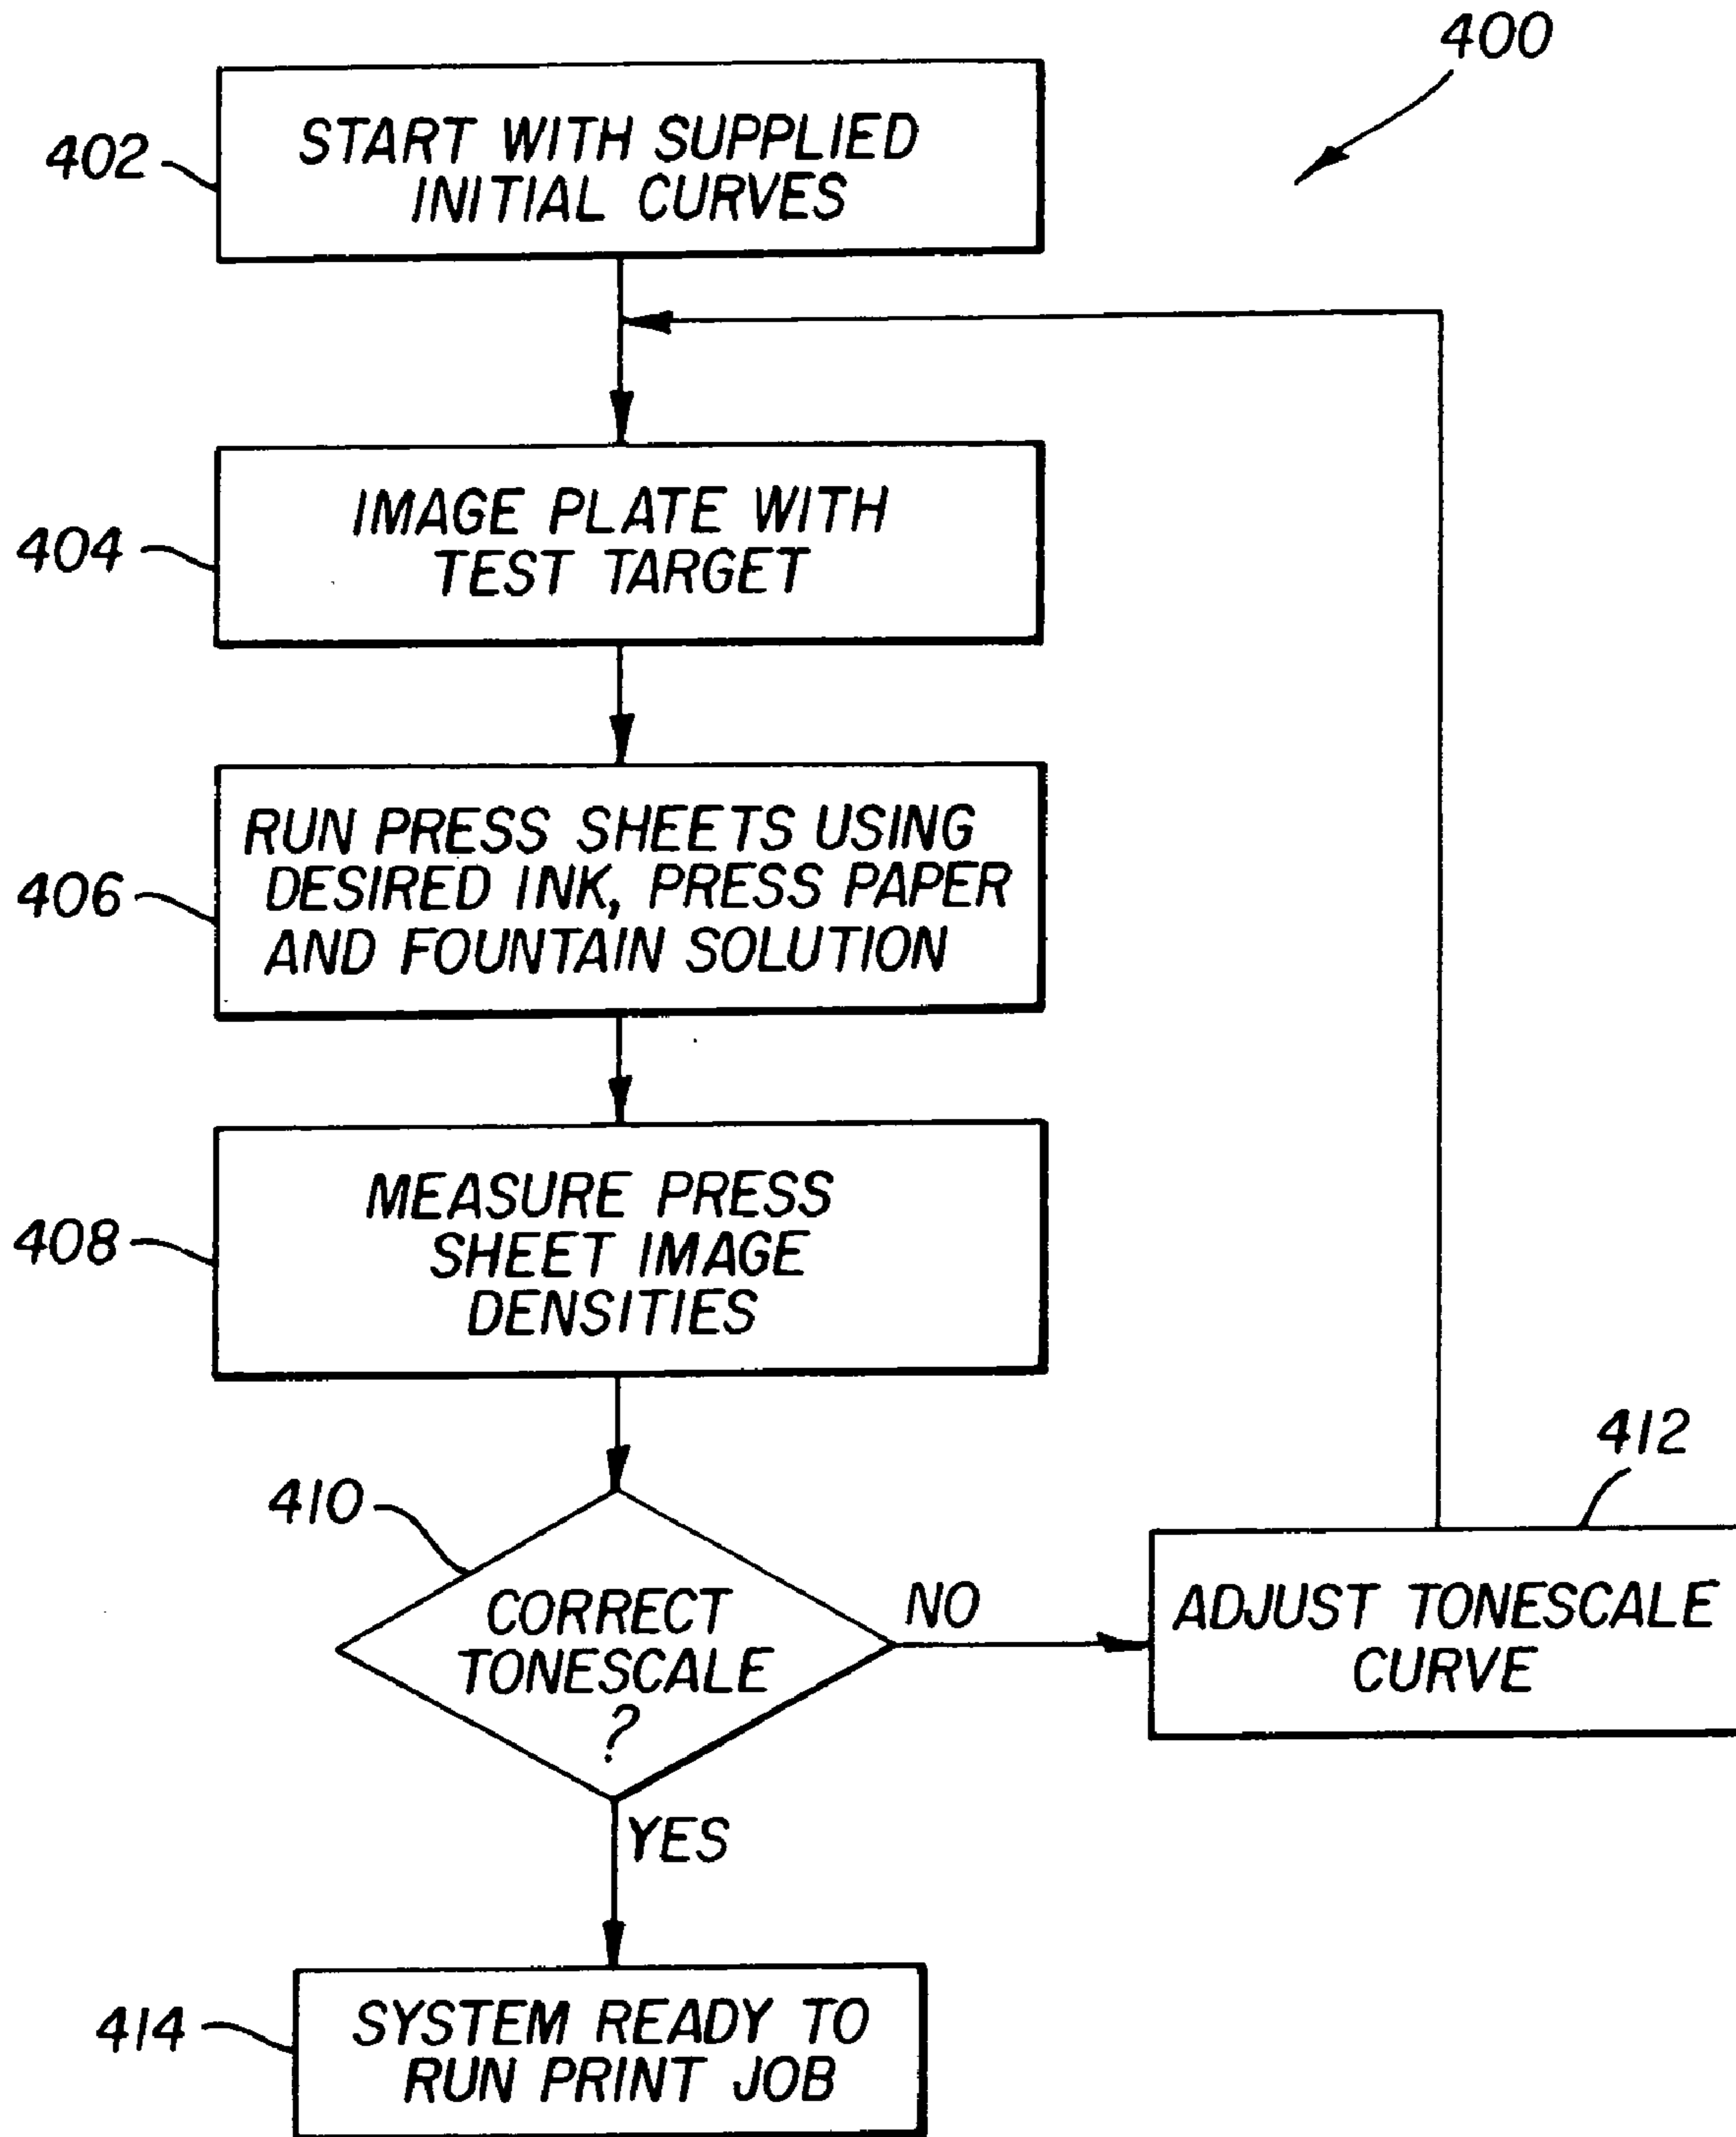 400
402
START WITH SUPPLIED
INITIAL CURVES
404
IMAGE PLATE WITH
TEST TARGET
406
RUN PRESS SHEETS USING
DESIRED INK, PRESS PAPER
AND FOUNTAIN SOLUTION
408
MEASURE PRESS
SHEET IMAGE
DENSITIES
410
CORRECT
TONESCALE
?
NO
412
ADJUST TONESCALE
CURVE
YES
414
SYSTEM READY TO
RUN PRINT JOB